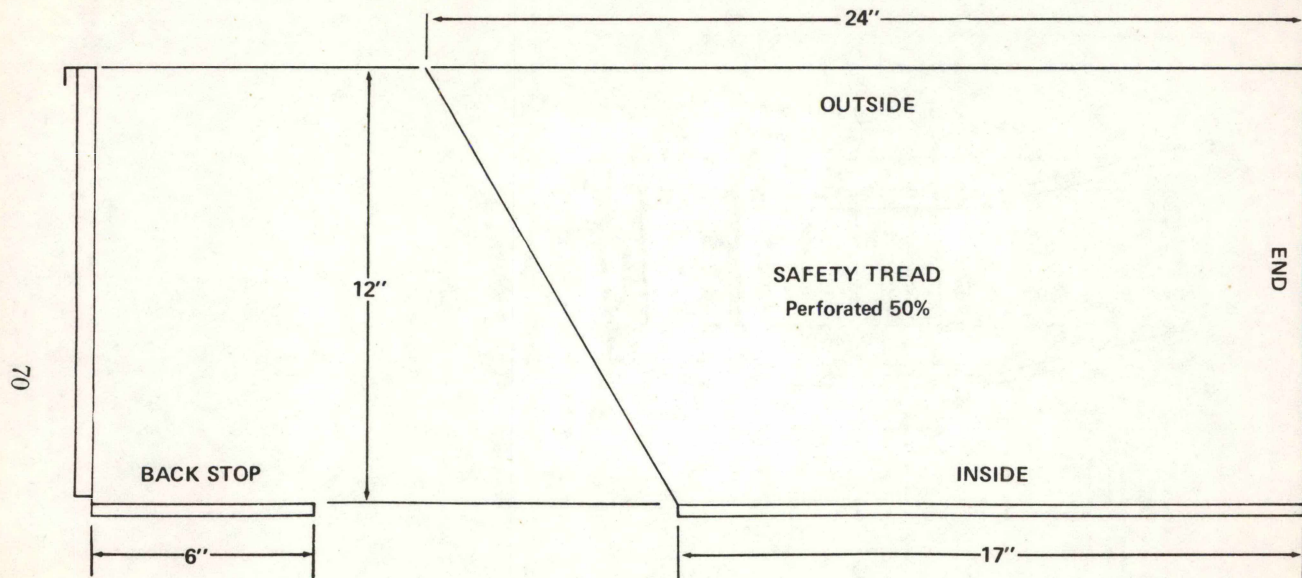 24″
OUTSIDE
END
12″
SAFETY TREAD
Perforated 50%
70
BACK STOP
INSIDE
6″
17″